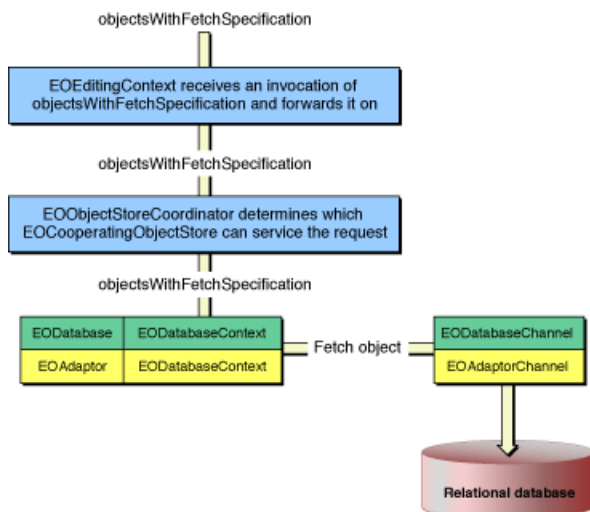 objectsWithFetchSpecification
EOEditingContext receives an invocation of
objectsWithFetchSpecification and forwards it on
objectsWithFetchSpecification
EOObjectStoreCoordinator determines which
EOCooperatingObjectStore can service the request
objectsWithFetchSpecification
EODatabase EODatabaseContext
EOAdaptor EODatabaseContext
Fetch object
EODatabaseChannel
EOAdaptorChannel
Relational database